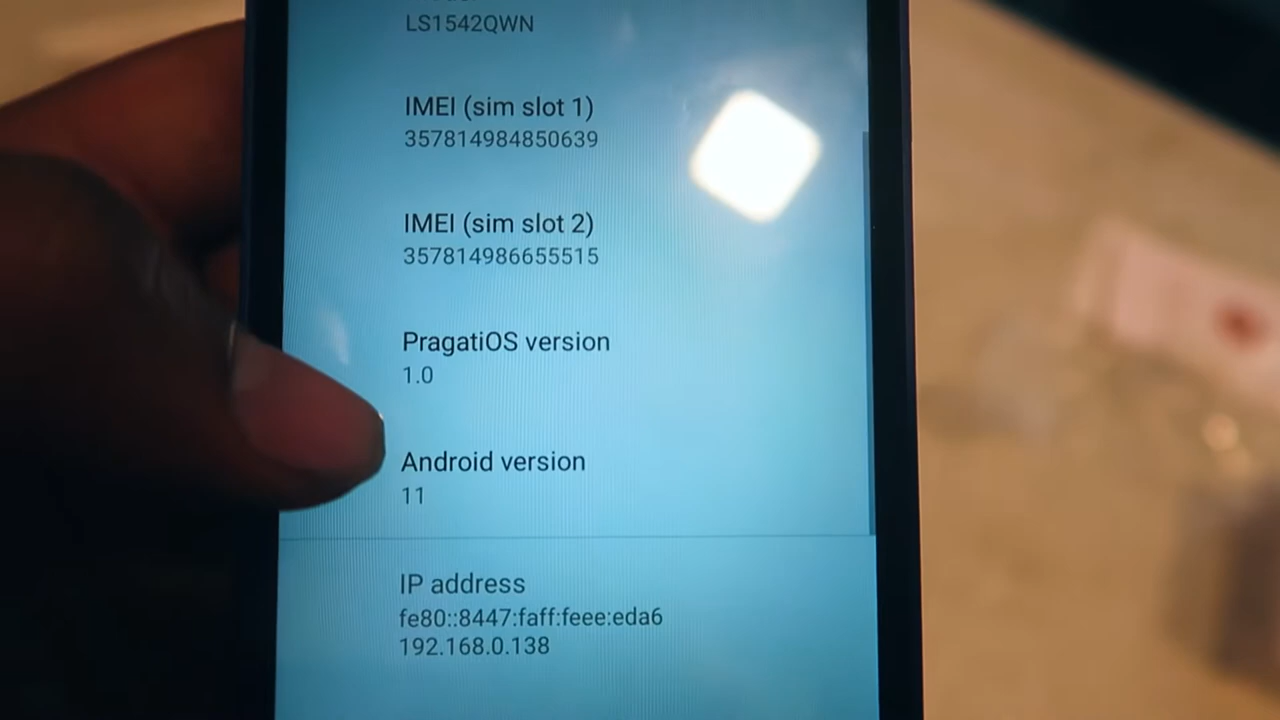 LS1542QWN
IMEI (sim slot 1)
357814984850639
IMEI (sim slot 2)
357814986655515
PragatiOS version
1.0
Android version
11
IP address
fe80::8447:faff:feee:eda6
192.168.0.138